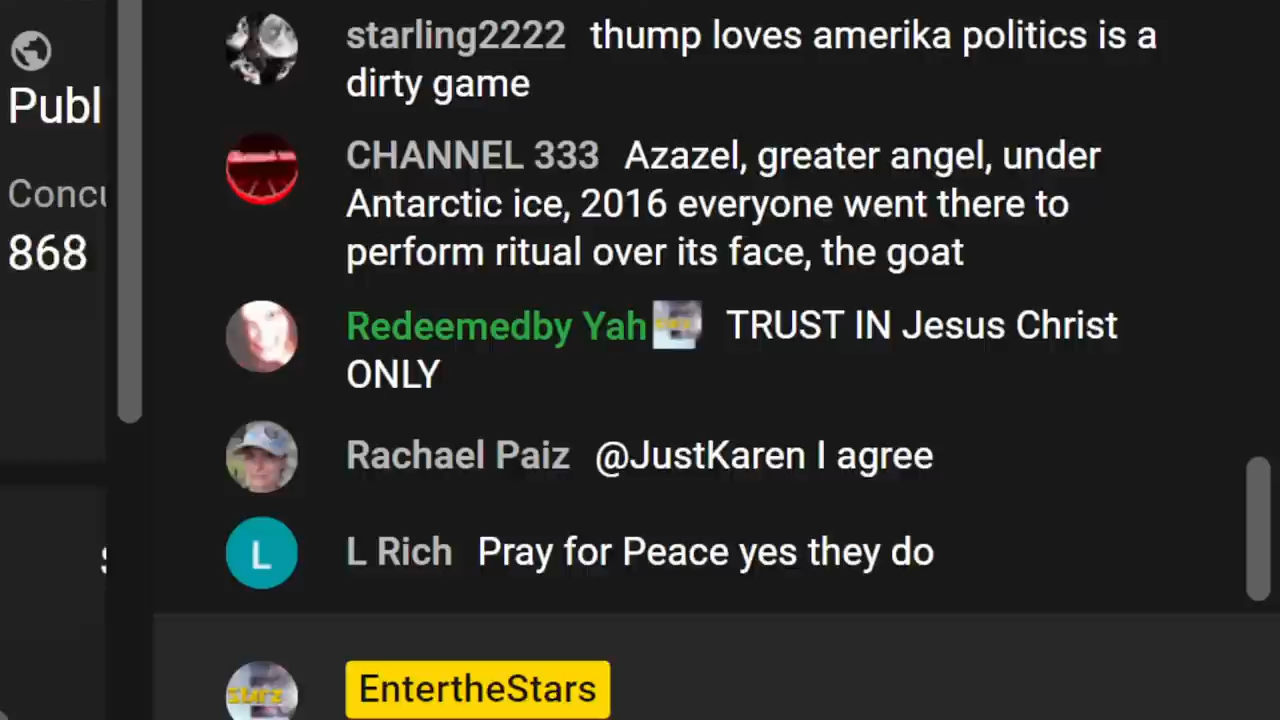 starling2222 thump loves amerika politics is a
dirty game
Publ
CHANNEL 333 Azazel, greater angel, under
Antarctic ice, 2016 everyone went there to
perform ritual over its face, the goat
Concu
868
Redeemedby Yah TRUST IN Jesus Christ
ONLY
Rachael Paiz @JustKaren I agree
L
L Rich Pray for Peace yes they do
starz
EntertheStars